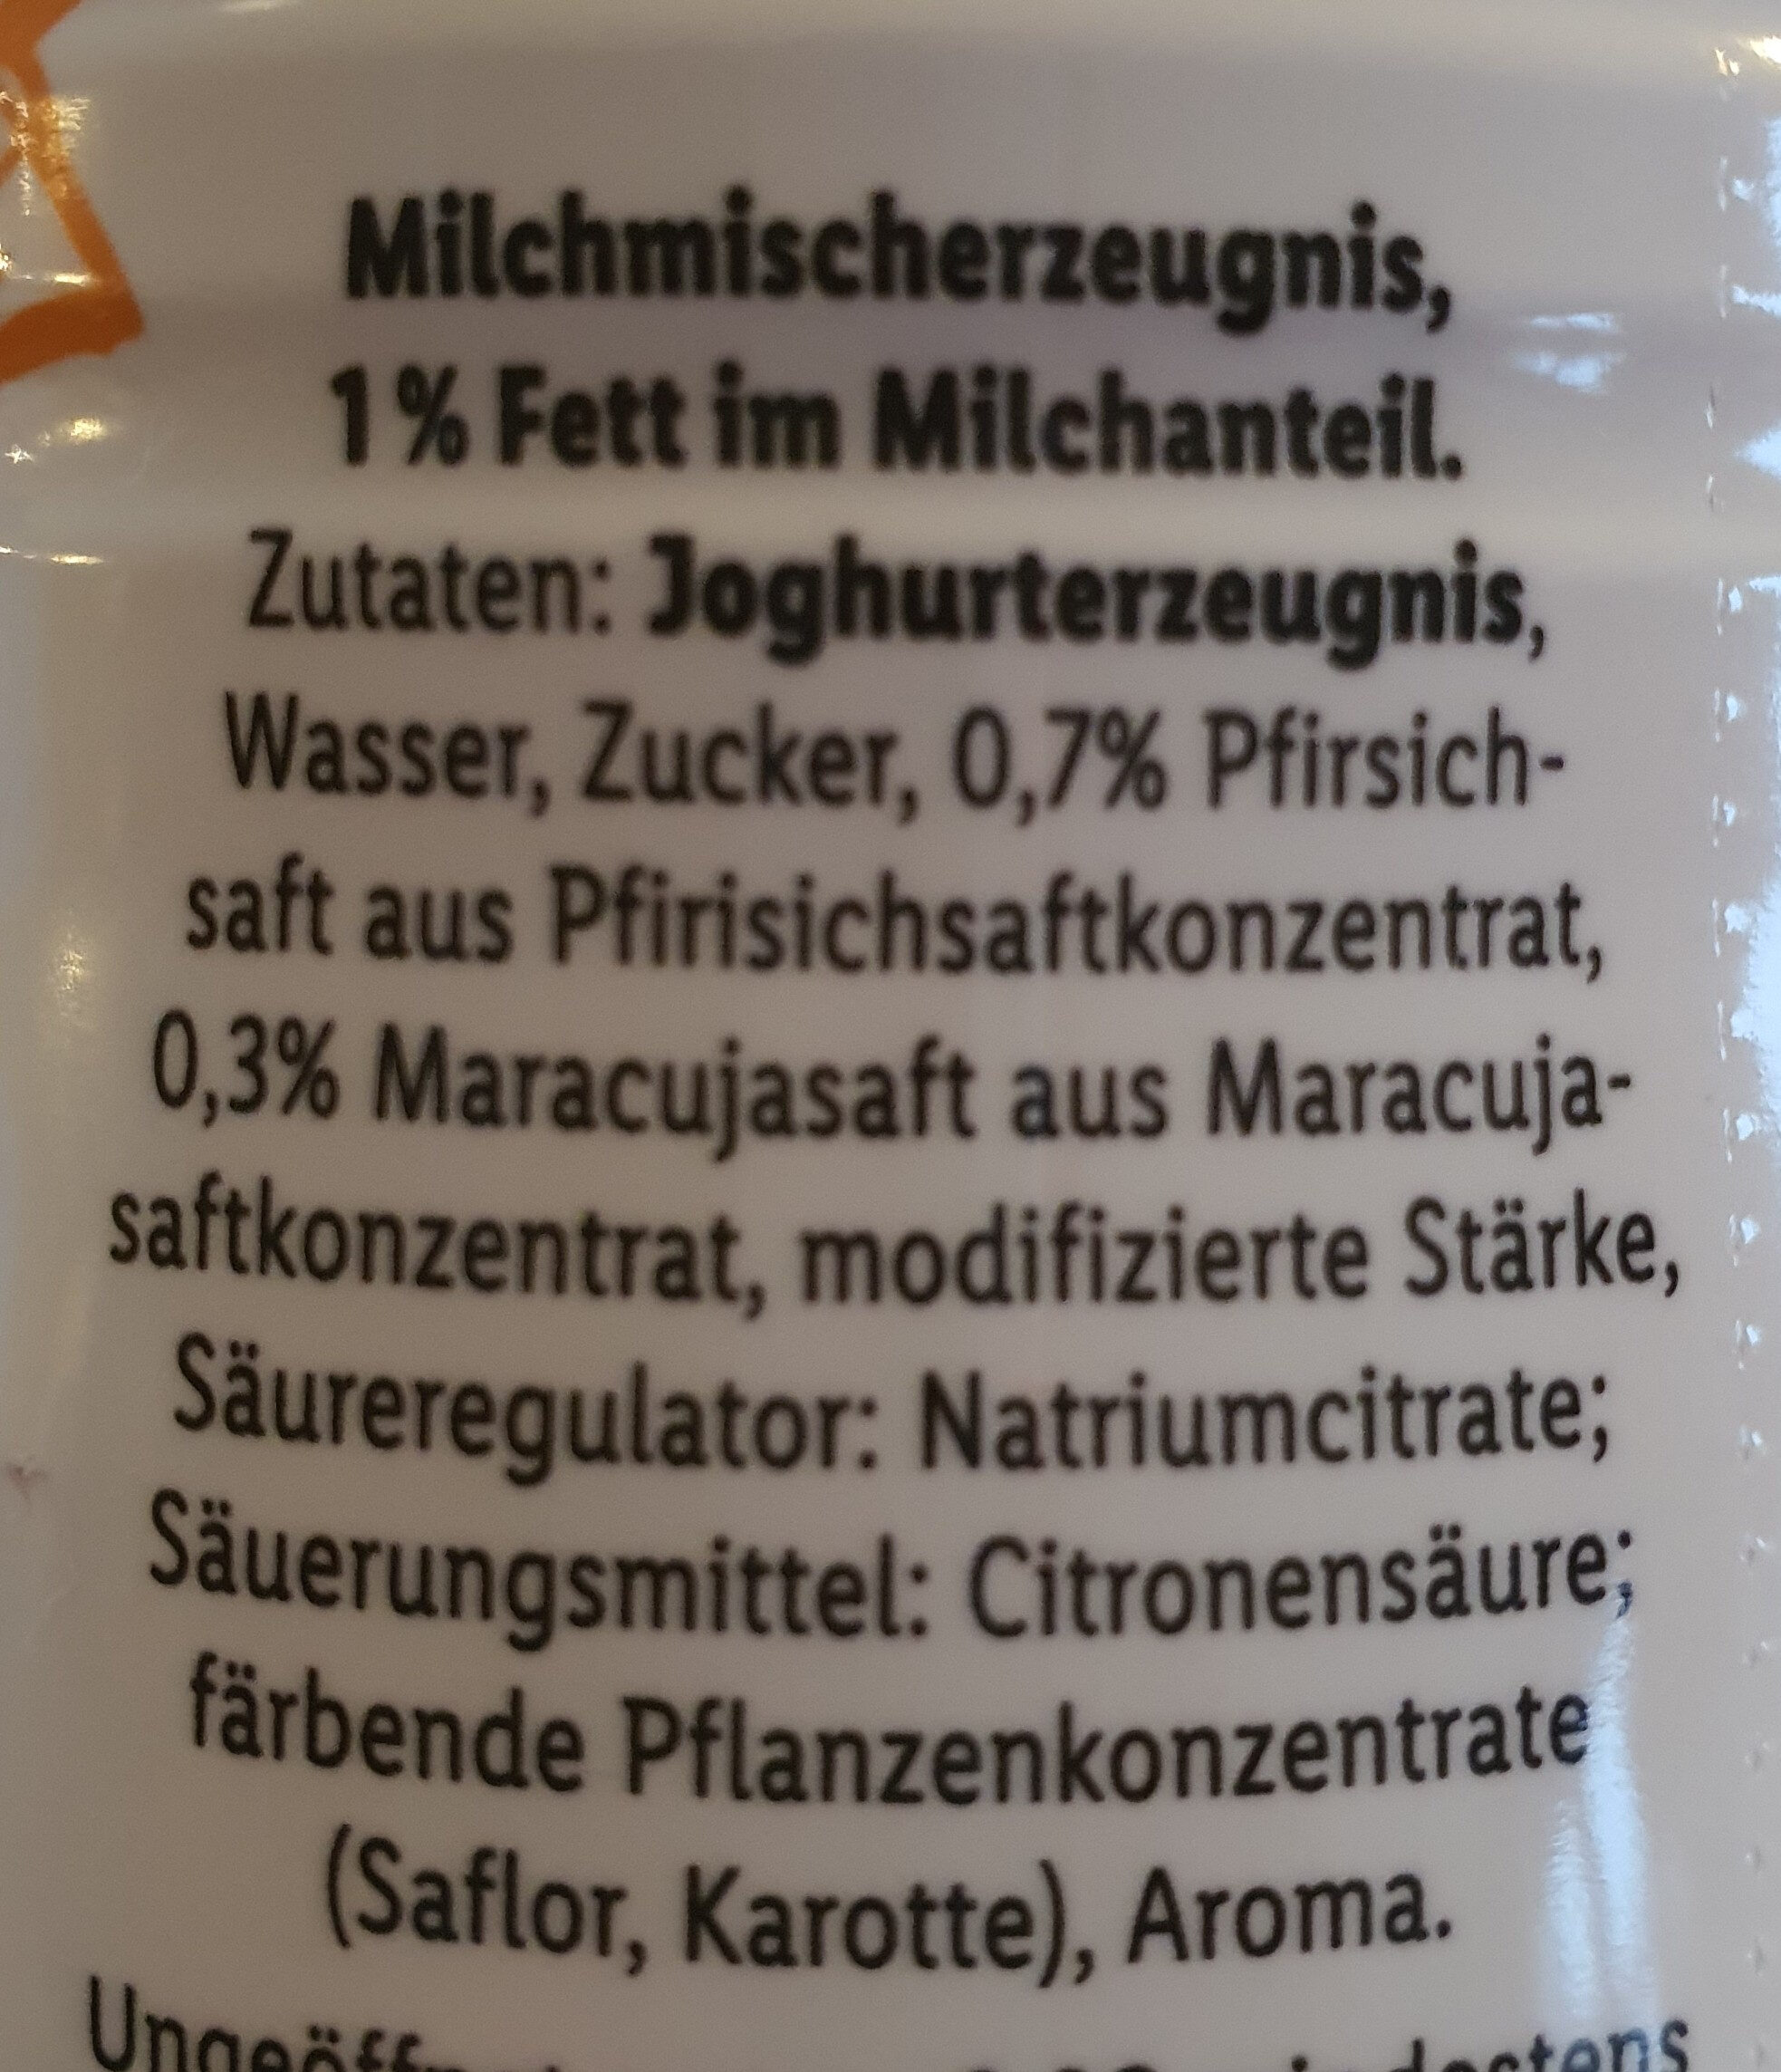 Milchmischerzeugnis,
1% Fett im Milchanteil.
Zutaten: Joghurterzeugnis,
Wasser, Zucker, 0,7% Pfirsich-
saft aus Pfirisichsaftkonzentrat,
0,3% Maracujasaft aus Maracuja-
saftkonzentrat, modifizierte Stärke,
Säureregulator: Natriumcitrate;
Säuerungsmittel: Citronensäure;
färbende Pflanzenkonzentrate
(Saflor, Karotte), Aroma.